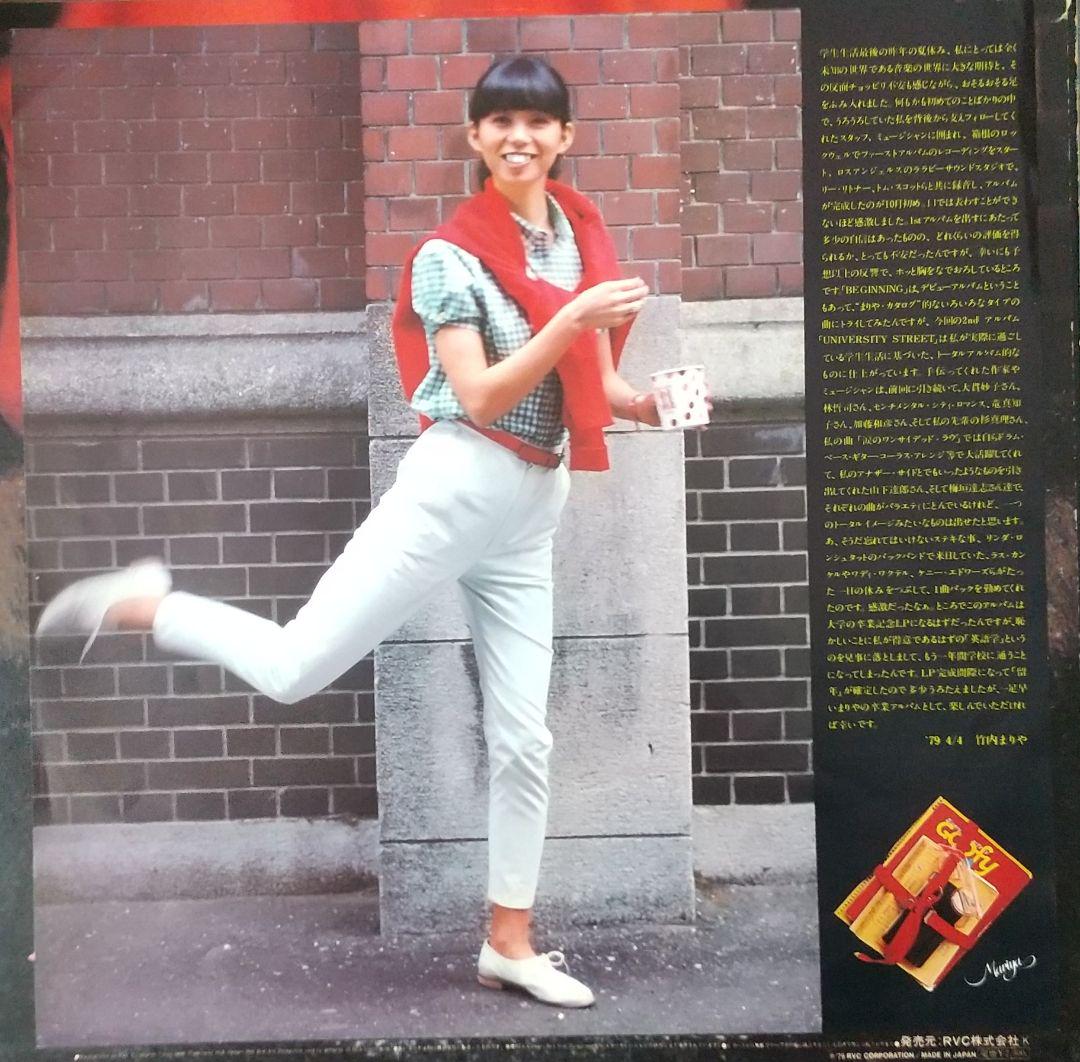 学生生活最後の昨年の夏休み、私にとっては全く
未知の世界である音楽の世界に大きな期待と、そ
の反面チョッピリ不安も感じながら、おそるおそる足
をふみ入れました。何もかも初めてのことばかりの中
で、うろうろしていた私を背後から支えフォローしてく
れたスタッフ、ミュージシャンに囲まれ、箱根のロッ
クウェルでファーストアルバムのレコーディングをスター
ト、ロスアンジェルスのララビーサウンドスタジオで、
リー・リトナー、トム・スコットらと共に録音し、アルバム
が完成したのが10月初め。口では表わすことができ
ないほど感激しました。1stアルバムを出すにあたって
多少の自信はあったものの、どれくらいの評価を得
られるか、とっても不安だったんですが、幸いにも予
想以上の反響で、ホッと胸をなでおろしているところ
です。「BEGINNING」は、デビューアルバムということ
もあって、“まりや・カタログ”的ないろいろなタイプの
曲にトライしてみたんですが、今回の2nd アルバム
「UNIVERSITY STREET」は私が実際に過ごし
ている学生生活に基づいた、トータルアルバム的な
ものに仕上がっています。手伝ってくれた作家や
ミュージシャンは、前回に引き続いて、大貫妙子さん、
林哲司さん、センチメンタル・シティ・ロマンス、竜真知
子さん、加藤和彦さん、そして私の先輩の杉真理さん、
私の曲「涙のワンサイデッド・ラヴ」では自らドラム・
ベース・ギター・コーラス・アレンジ等で大活躍してくれ
て、私のアナザー・サイドとでもいったようなものを引き
出してくれた山下達郎さん、そして梅垣達志さん達で、
それぞれの曲がバラエティにとんでいるけれど、一つ
のトータルイメージみたいなものは出せたと思います。
あ、そうだ忘れてはいけないステキな事、リンダ・ロ
ンシュタットのバックバンドで来日していた、ラス・カン
ケルやワディ・ワクテル、ケニー・エドワーズらがたっ
た一日の休みをつぶして、1曲バックを勤めてくれ
たのです。感激だったなぁ。ところでこのアルバムは
大学の卒業記念LPになるはずだったんですが、恥
かしいことに私が得意であるはずの「英語学」という
のを見事に落としまして、もう一年間学校に通うこと
になってしまったんです。LP完成間際になって「留
年」が確定したので多少うろたえましたが、一足早
いまりやの卒業アルバムとして、楽しんでいただけれ
ば幸いです。
'79 4/4 竹内まりや
Mariya
●発売元:RVC株式会社 K
'79 RVC CORPORATION / MADE IN JAPAN